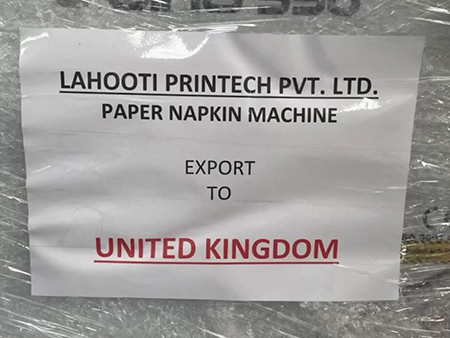 LAHOOTI PRINTECH PVT. LTD.
PAPER NAPKIN MACHINE
EXPORT
TO
UNITED KINGDOM